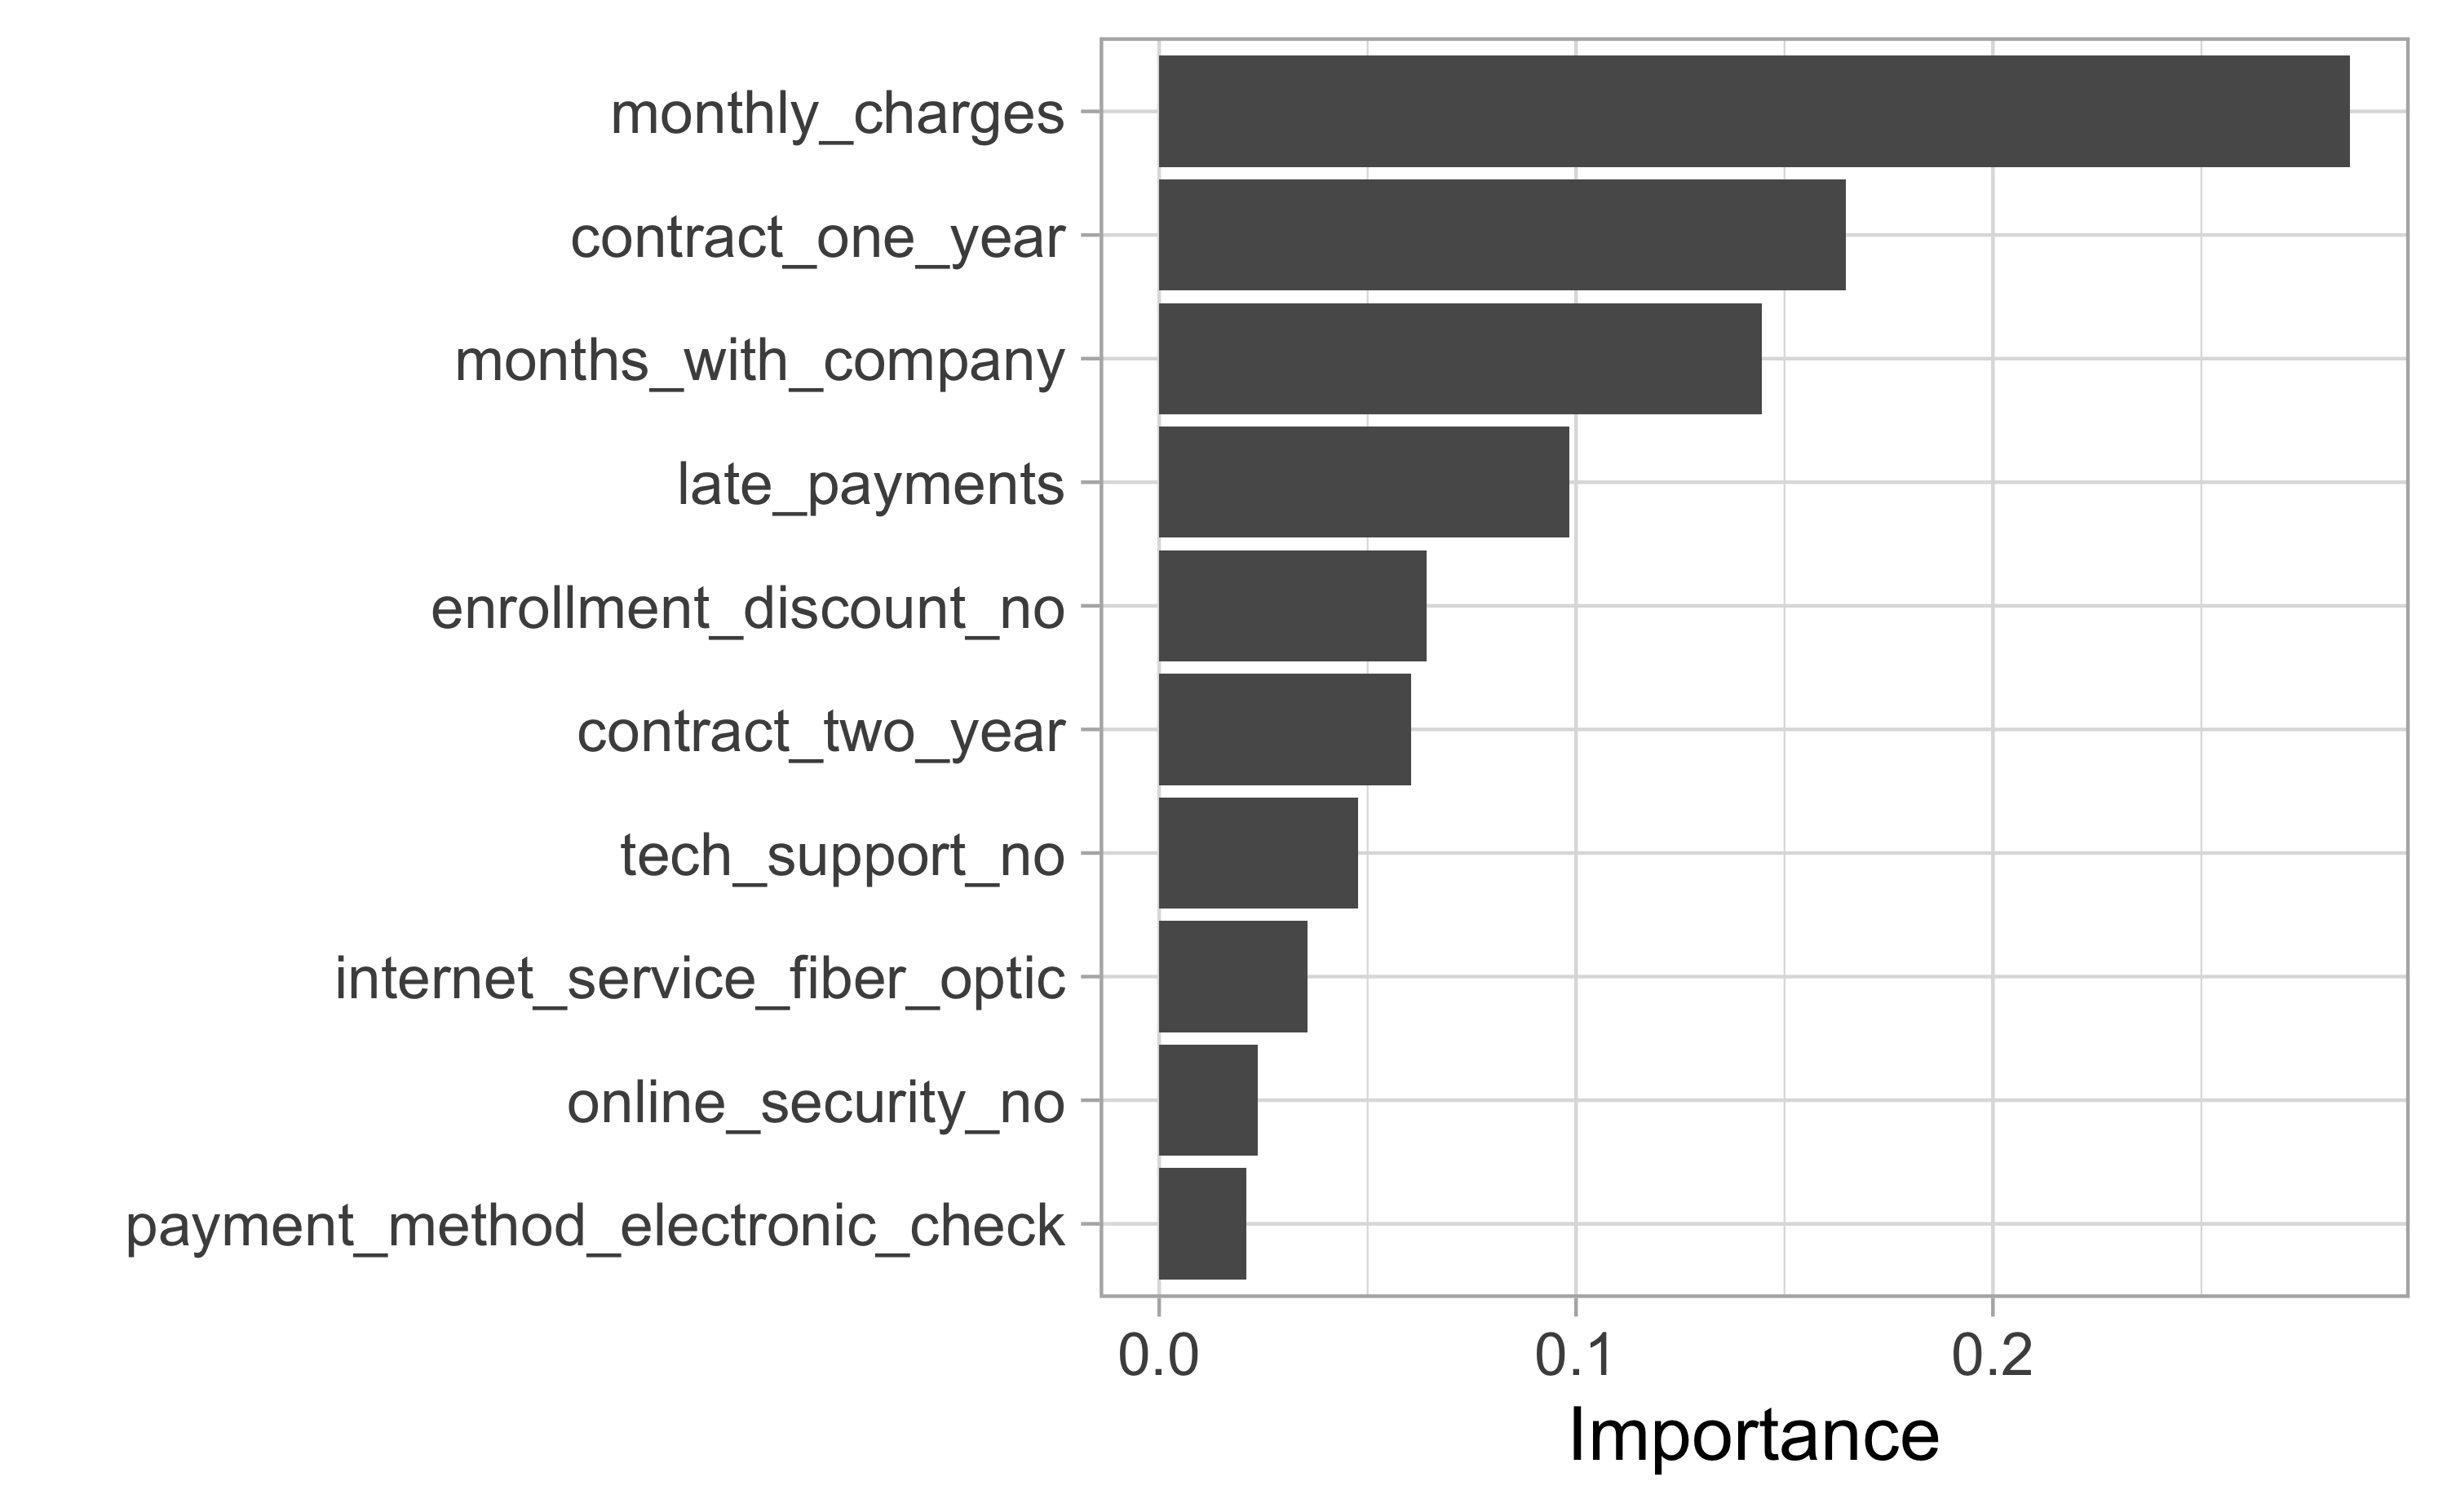 monthly_charges
contract_one_year
months_with_company
late_payments
enrollment_discount_no
contract_two_year
tech_support_no
internet_service_fiber_optic
online_security_no
payment_method_electronic_check
0.0 0.1 0.2
Importance